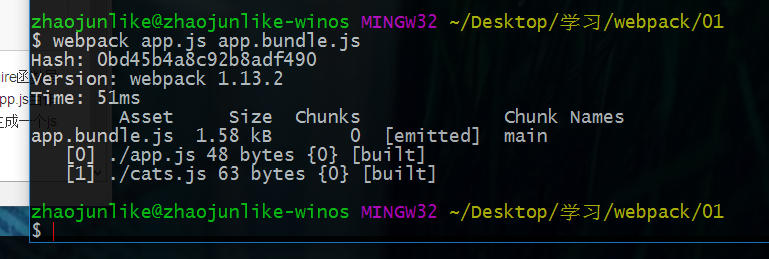 zhaojunlike@zhaojunlike-winos MINGW32 ~/Desktop/学习/webpack/01
$ webpack app.js app.bundle.js
Hash: 0bd45b4a8c92b8adf490
Version: webpack 1.13.2
Time: 51ms
Asset Size Chunks Chunk Names
app.bundle.js 1.58 kB 0 [emitted] main
[0] ./app.js 48 bytes {0} [built]
[1] ./cats.js 63 bytes {0} [built]
zhaojunlike@zhaojunlike-winos MINGW32 ~/Desktop/学习/webpack/01
$
ire函
pp.js
生成一个js